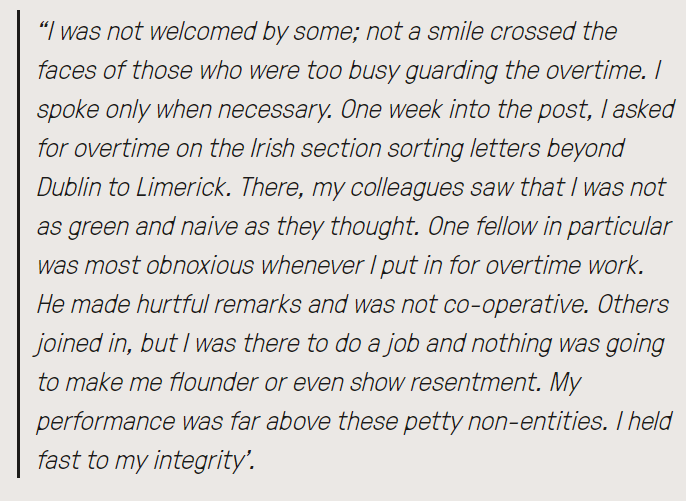 “I was not welcomed by some; not a smile crossed the
faces of those who were too busy guarding the overtime. I
spoke only when necessary. One week into the post, I asked
for overtime on the Irish section sorting letters beyond
Dublin to Limerick. There, my colleagues saw that I was not
as green and naive as they thought. One fellow in particular
was most obnoxious whenever I put in for overtime work.
He made hurtful remarks and was not co-operative. Others
joined in, but I was there to do a job and nothing was going
to make me flounder or even show resentment. My
performance was far above these petty non-entities. I held
fast to my integrity’.